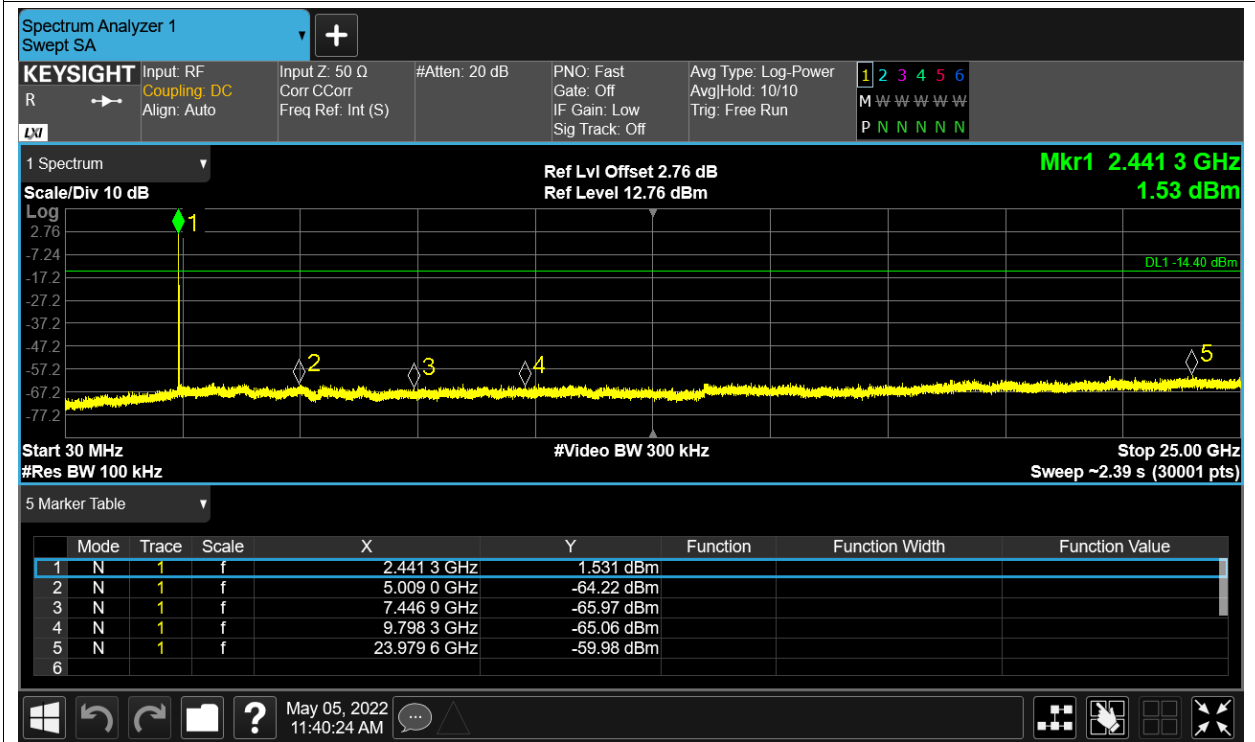 Spectrum Analyzer 1
Swept SA
+
KEYSIGHT
R
LXI
Input: RF
Coupling: DC
Align: Auto
Input Z: 50 Ω
Corr CCorr
Freq Ref: Int (S)
#Atten: 20 dB
PNO: Fast
Gate: Off
IF Gain: Low
Sig Track: Off
Avg Type: Log-Power
Avg|Hold: 10/10
Trig: Free Run
1 2 3 4 5 6
M W W W W W
P N N N N N
1 Spectrum
Scale/Div 10 dB
Ref Lvl Offset 2.76 dB
Ref Level 12.76 dBm
Mkr1 2.441 3 GHz
1.53 dBm
Log
2.76
-7.24
-17.2
-27.2
-37.2
-47.2
-57.2
-67.2
-77.2
1
2
3
4
5
DL1 -14.40 dBm
Start 30 MHz
#Video BW 300 kHz
Stop 25.00 GHz
#Res BW 100 kHz
Sweep ~2.39 s (30001 pts)
5 Marker Table
Mode Trace Scale X Y Function Function Width Function Value
1 N 1 f 2.441 3 GHz 1.531 dBm
2 N 1 f 5.009 0 GHz -64.22 dBm
3 N 1 f 7.446 9 GHz -65.97 dBm
4 N 1 f 9.798 3 GHz -65.06 dBm
5 N 1 f 23.979 6 GHz -59.98 dBm
6
?
May 05, 2022
11:40:24 AM